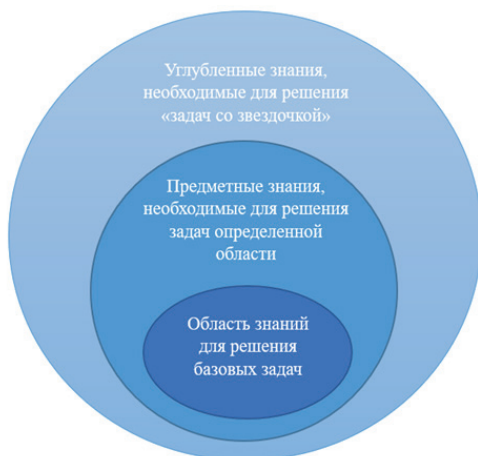 Углубленные знания,
необходимые для решения
«задач со звездочкой»
Предметные знания,
необходимые для решения
задач определенной
области
Область знаний
для решения
базовых задач